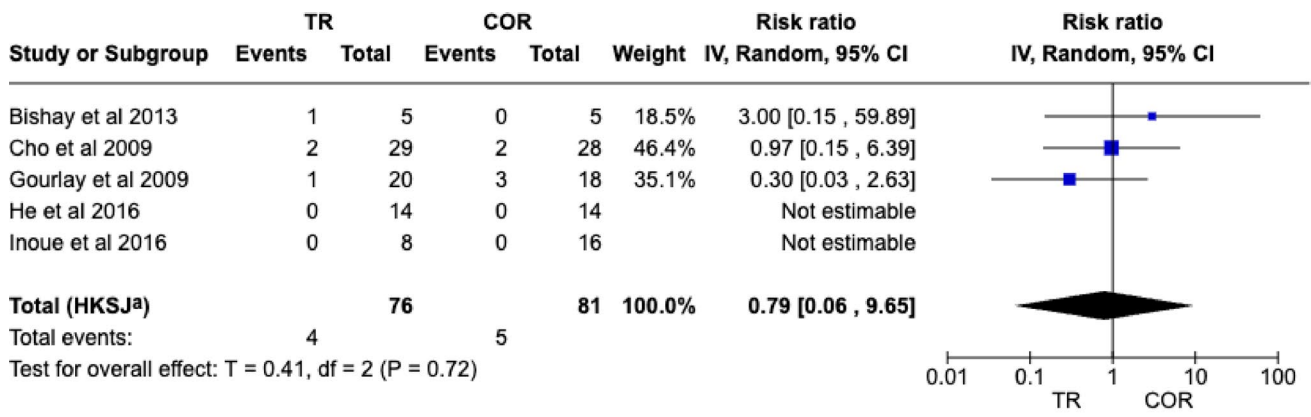 TR COR Risk ratio Risk ratio
Study or Subgroup Events Total Events Total Weight IV, Random, 95% CI IV, Random, 95% CI
Bishay et al 2013 1 5 0 5 18.5% 3.00 [0.15 , 59.89]
Cho et al 2009 2 29 2 28 46.4% 0.97 [0.15 , 6.39]
Gourlay et al 2009 1 20 3 18 35.1% 0.30 [0.03 , 2.63]
He et al 2016 0 14 0 14 Not estimable
Inoue et al 2016 0 8 0 16 Not estimable
Total (HKSJª) 76 81 100.0% 0.79 [0.06 , 9.65]
Total events: 4 5
Test for overall effect: T = 0.41, df = 2 (P = 0.72)
0.01 0.1 1 10 100
TR COR